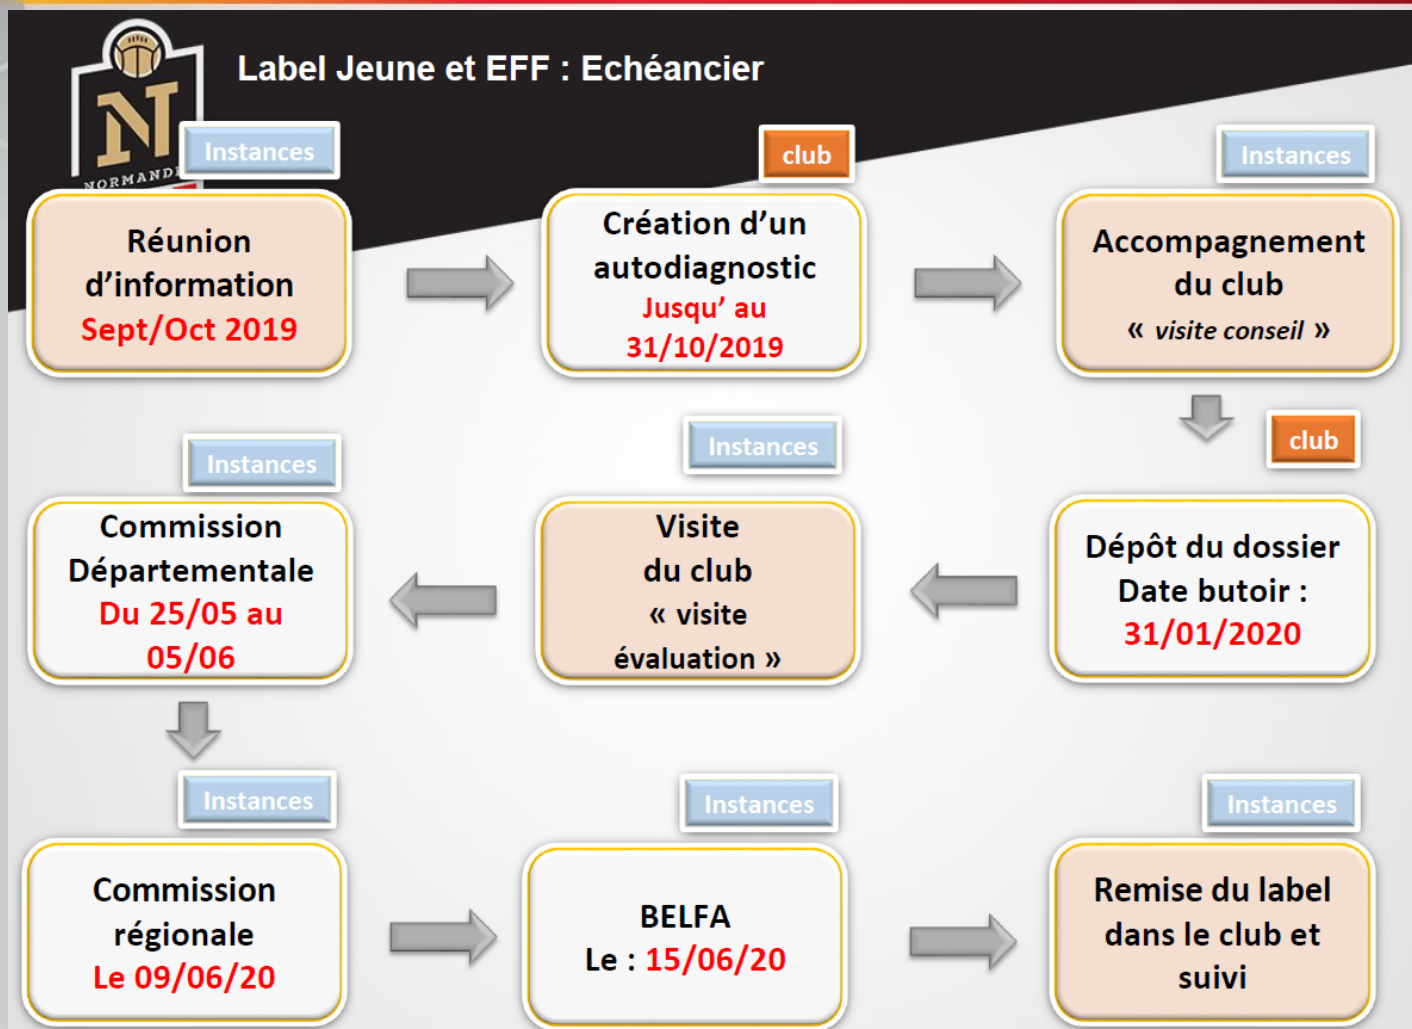 Label Jeune et EFF : Echéancier
N
NORMAND
Instances
Réunion
d’information
Sept/Oct 2019
club
Création d’un
autodiagnostic
Jusqu’ au
31/10/2019
Instances
Accompagnement
du club
« visite conseil »
club
Dépôt du dossier
Date butoir :
31/01/2020
Instances
Visite
du club
« visite
évaluation »
Instances
Commission
Départementale
Du 25/05 au
05/06
Instances
Commission
régionale
Le 09/06/20
Instances
BELFA
Le : 15/06/20
Instances
Remise du label
dans le club et
suivi